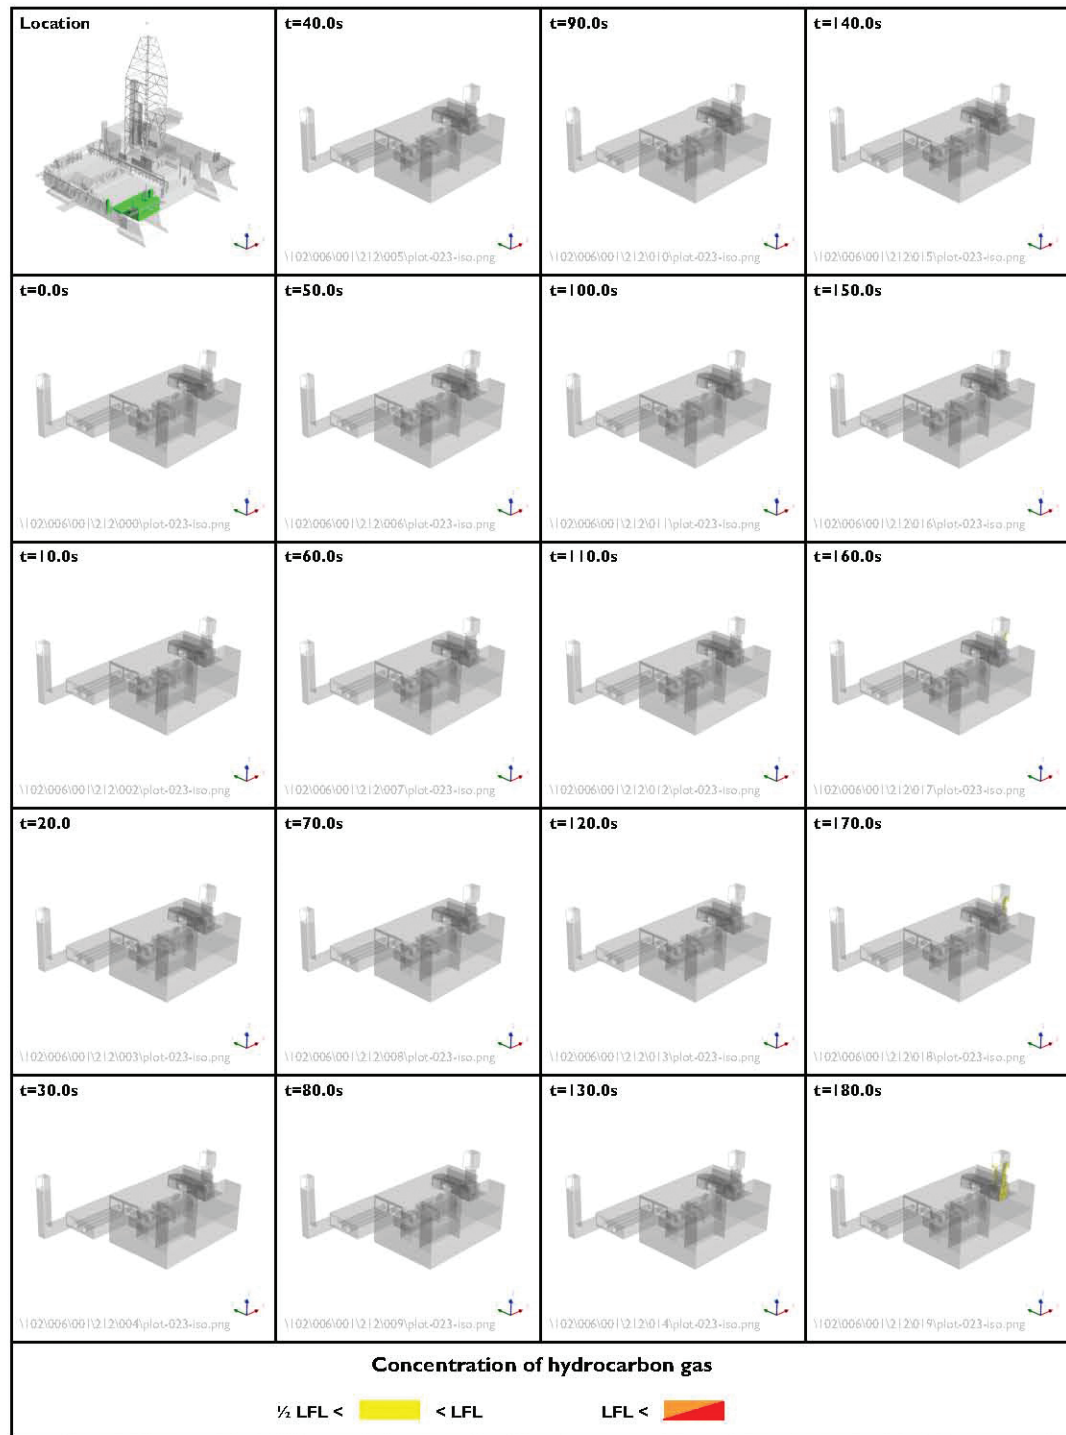 Location
t=40.0s
t=90.0s
t=140.0s
\102\006\001\212\005\plot-023-iso.png
\102\006\001\212\010\plot-023-iso.png
\102\006\001\212\015\plot-023-iso.png
t=0.0s
t=50.0s
t=100.0s
t=150.0s
\102\006\001\212\000\plot-023-iso.png
\102\006\001\212\006\plot-023-iso.png
\102\006\001\212\011\plot-023-iso.png
\102\006\001\212\016\plot-023-iso.png
t=10.0s
t=60.0s
t=110.0s
t=160.0s
\102\006\001\212\002\plot-023-iso.png
\102\006\001\212\007\plot-023-iso.png
\102\006\001\212\012\plot-023-iso.png
\102\006\001\212\017\plot-023-iso.png
t=20.0
t=70.0s
t=120.0s
t=170.0s
\102\006\001\212\003\plot-023-iso.png
\102\006\001\212\008\plot-023-iso.png
\102\006\001\212\013\plot-023-iso.png
\102\006\001\212\018\plot-023-iso.png
t=30.0s
t=80.0s
t=130.0s
t=180.0s
\102\006\001\212\004\plot-023-iso.png
\102\006\001\212\009\plot-023-iso.png
\102\006\001\212\014\plot-023-iso.png
\102\006\001\212\019\plot-023-iso.png
Concentration of hydrocarbon gas
½ LFL < < LFL LFL <